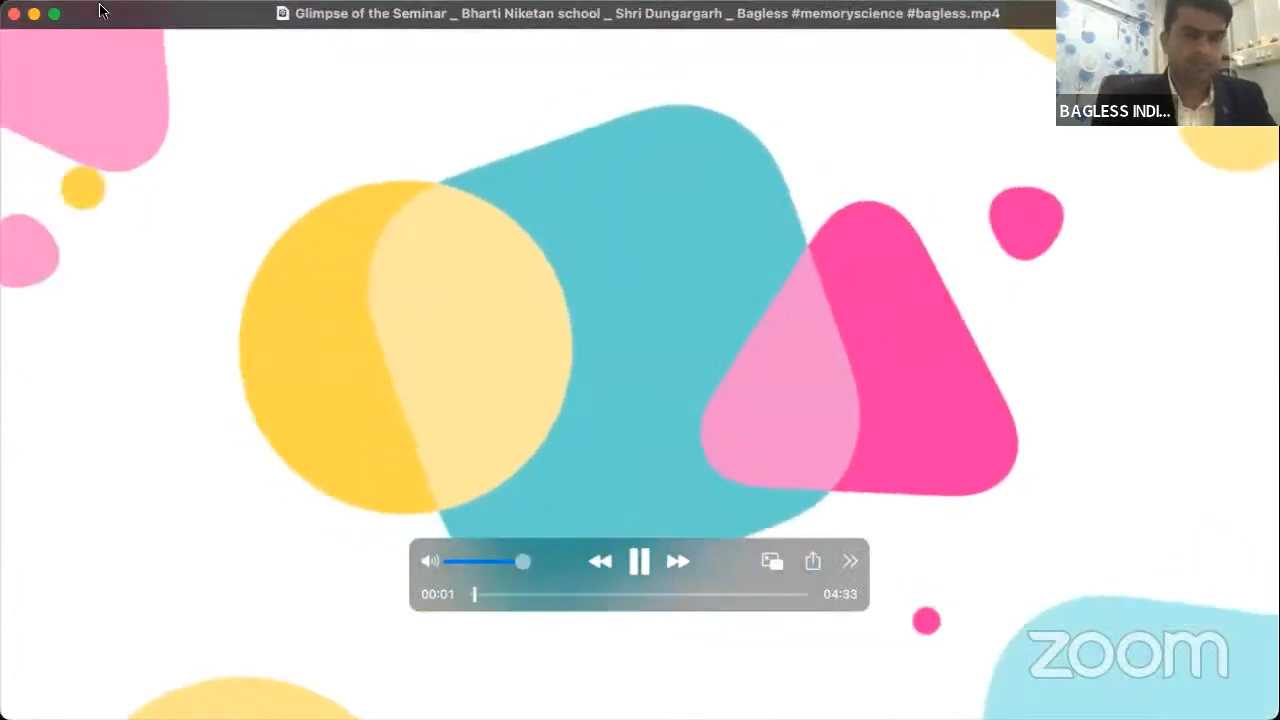 Glimpse of the Seminar _ Bharti Niketan school _ Shri Dungargarh _ Bagless #memoryscience #bagless.mp4
BAGLESS INDI...
00:01
04:33
zoom